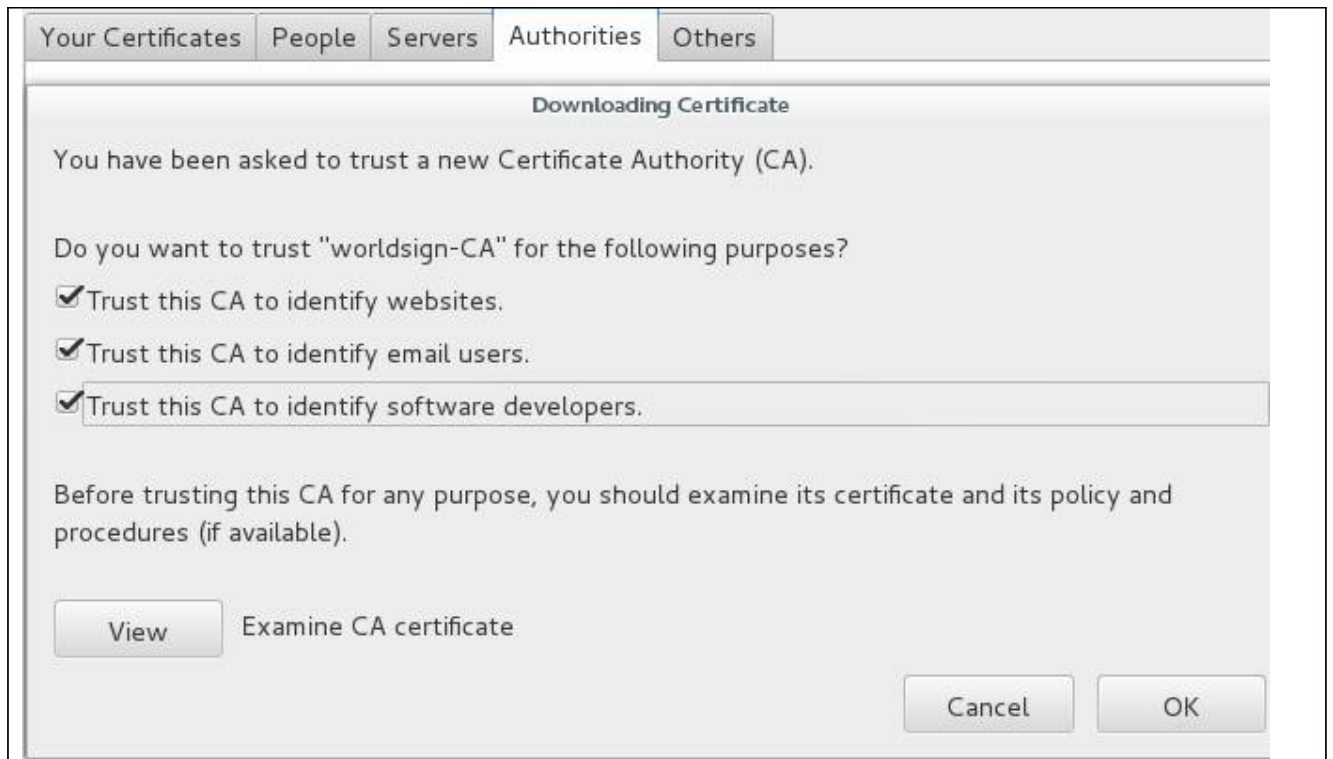 Your Certificates People Servers Authorities Others
Downloading Certificate
You have been asked to trust a new Certificate Authority (CA).
Do you want to trust "worldsign-CA" for the following purposes?
Trust this CA to identify websites.
Trust this CA to identify email users.
Trust this CA to identify software developers.
Before trusting this CA for any purpose, you should examine its certificate and its policy and
procedures (if available).
View Examine CA certificate
Cancel OK